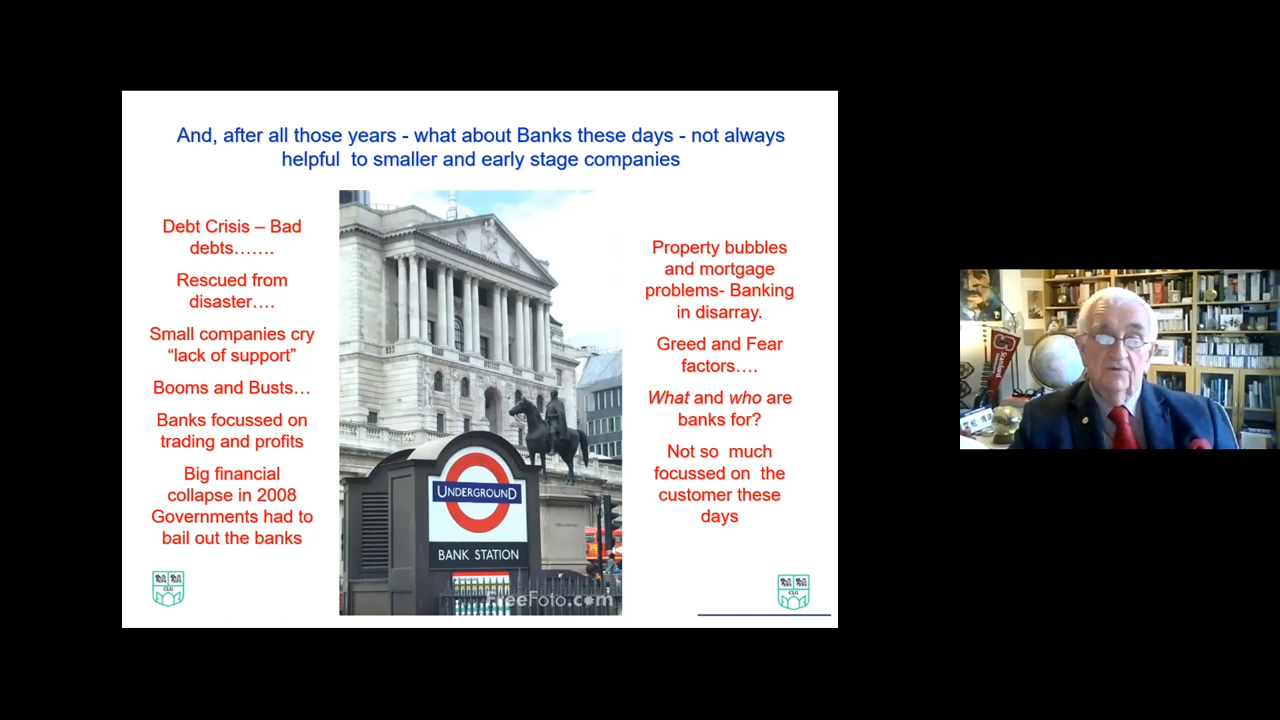 And, after all those years - what about Banks these days - not always
helpful to smaller and early stage companies
Debt Crisis – Bad
debts…….
Rescued from
disaster….
Small companies cry
“lack of support”
Booms and Busts…
Banks focussed on
trading and profits
Big financial
collapse in 2008
Governments had to
bail out the banks
UNDERGROUND
BANK STATION
FreeFoto.com
Property bubbles
and mortgage
problems- Banking
in disarray.
Greed and Fear
factors….
What and who are
banks for?
Not so much
focussed on the
customer these
days
CLG
CLG
Stanford